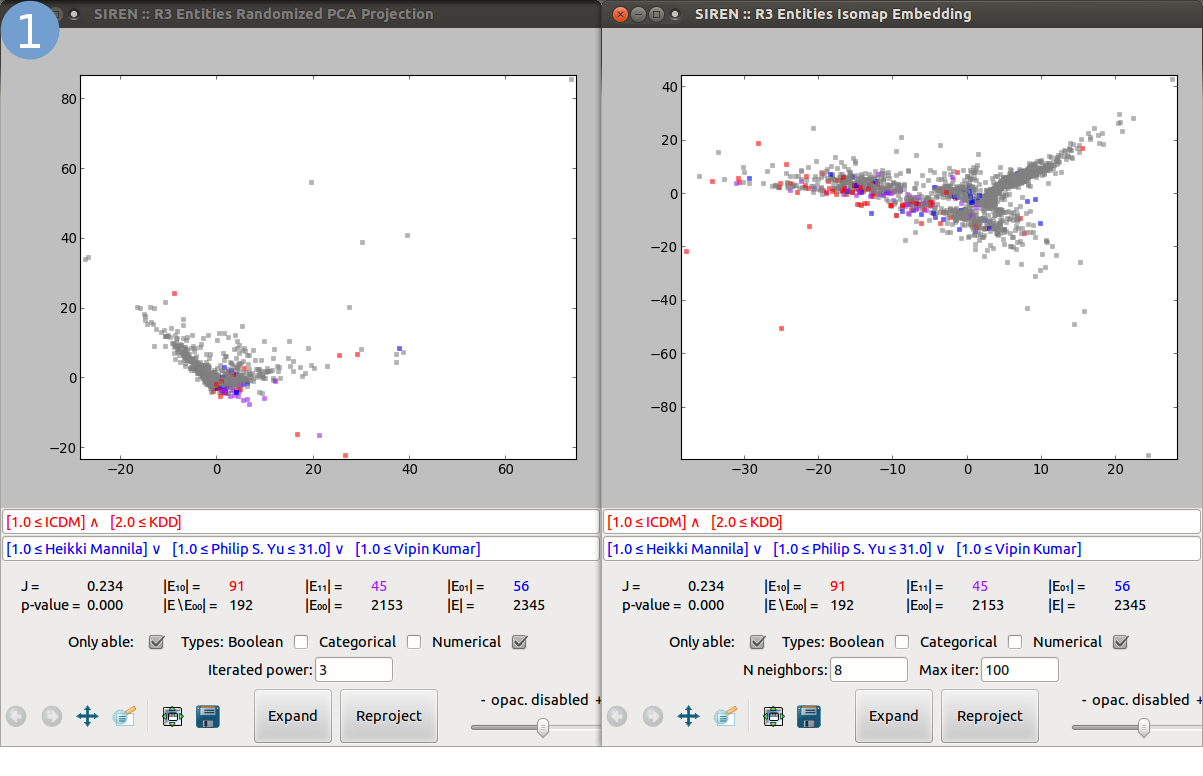 1
SIREN :: R3 Entities Randomized PCA Projection
80
60
40
20
0
−20
−20 0 20 40 60
[1.0 ≤ ICDM] ∧ [2.0 ≤ KDD]
[1.0 ≤ Heikki Mannila] ∨ [1.0 ≤ Philip S. Yu ≤ 31.0] ∨ [1.0 ≤ Vipin Kumar]
J = 0.234 |E₁₀| = 91 |E₁₁| = 45 |E₀₁| = 56
p-value = 0.000 |E∖E₀₀| = 192 |E₀₀| = 2153 |E| = 2345
Only able: Types: Boolean Categorical Numerical
Iterated power: 3
Expand Reproject - opac. disabled +
SIREN :: R3 Entities Isomap Embedding
40
20
0
−20
−40
−60
−80
−30 −20 −10 0 10 20
[1.0 ≤ ICDM] ∧ [2.0 ≤ KDD]
[1.0 ≤ Heikki Mannila] ∨ [1.0 ≤ Philip S. Yu ≤ 31.0] ∨ [1.0 ≤ Vipin Kumar]
J = 0.234 |E₁₀| = 91 |E₁₁| = 45 |E₀₁| = 56
p-value = 0.000 |E∖E₀₀| = 192 |E₀₀| = 2153 |E| = 2345
Only able: Types: Boolean Categorical Numerical
N neighbors: 8 Max iter: 100
Expand Reproject - opac. disabled +